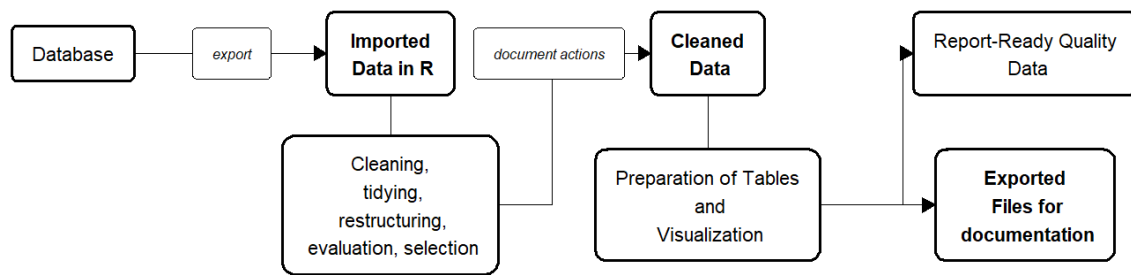 Database
export
Imported
Data in R
document actions
Cleaned
Data
Report-Ready Quality
Data
Cleaning,
tidying,
restructuring,
evaluation, selection
Preparation of Tables
and
Visualization
Exported
Files for
documentation